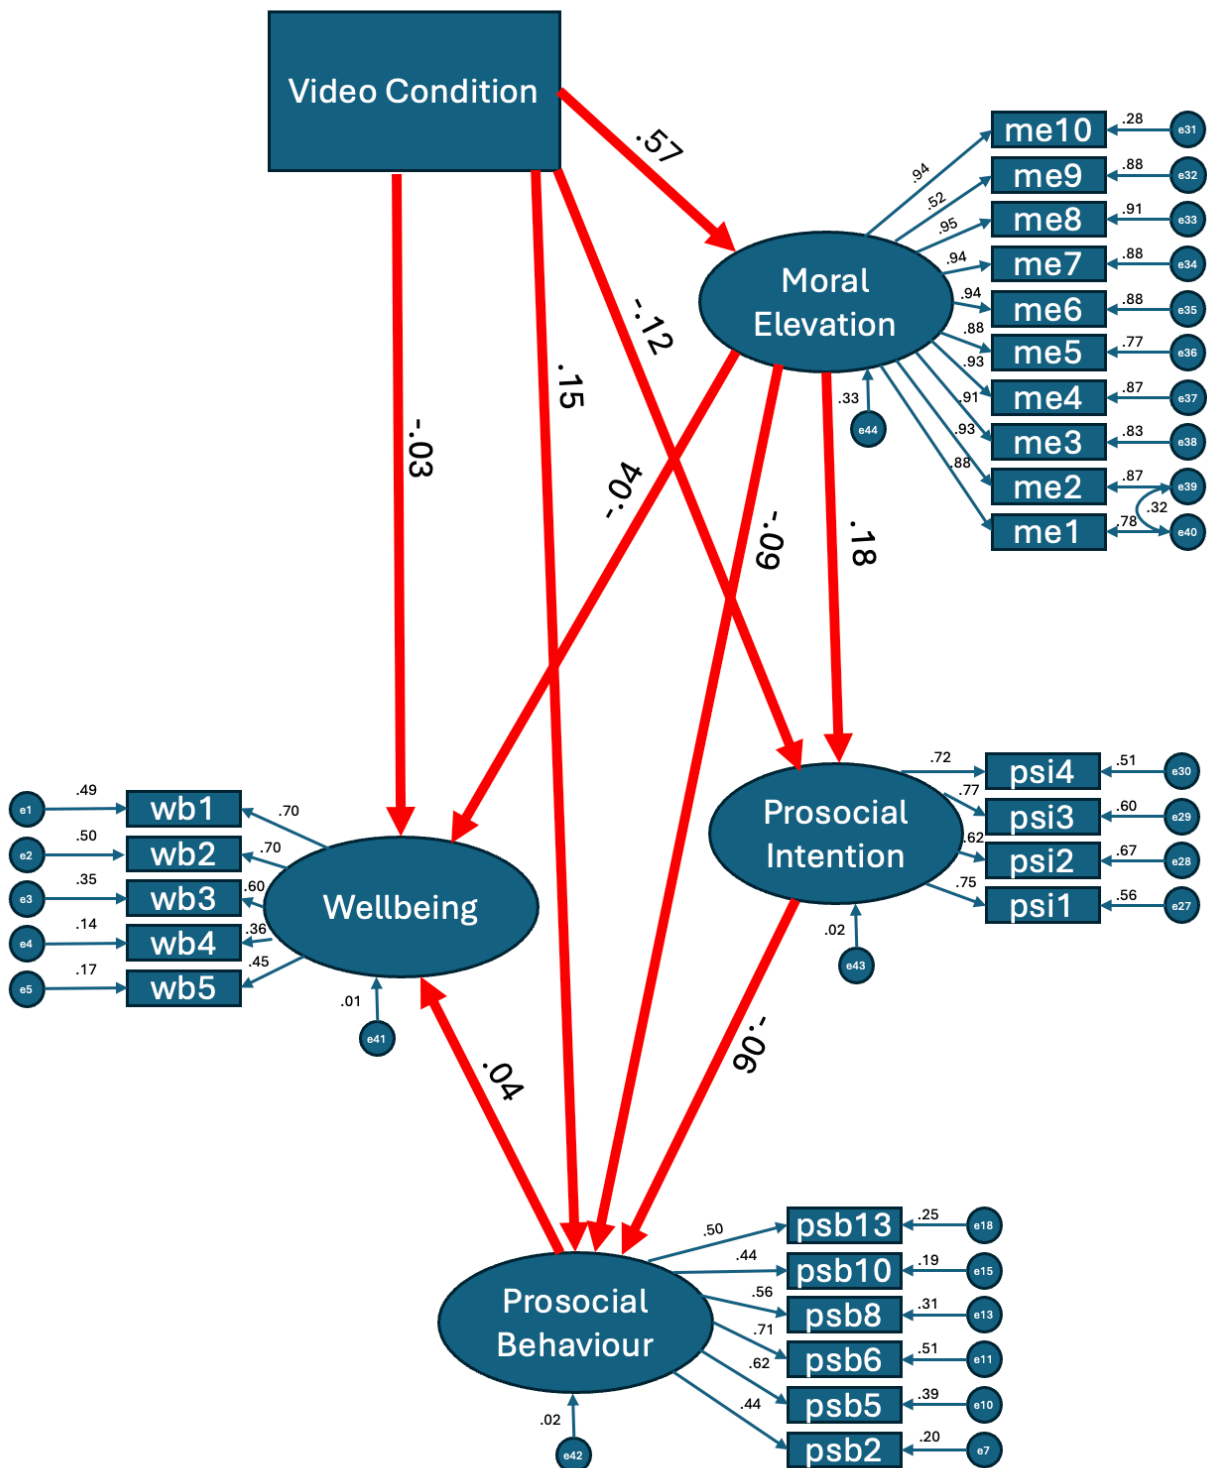 Video Condition
.57
-.12
.15
-.03
Moral
Elevation
.33
e44
.94
me10
.28
e31
.52
me9
.88
e32
.95
me8
.91
e33
.94
me7
.88
e34
.94
me6
.88
e35
.88
me5
.77
e36
.93
me4
.87
e37
.91
me3
.83
e38
.93
me2
.87
e39
.32
.88
me1
.78
e40
-.04
-.09
.18
Prosocial
Intention
.02
e43
.72
psi4
.51
e30
.77
psi3
.60
e29
.62
psi2
.67
e28
.75
psi1
.56
e27
e1
.49
wb1
.70
e2
.50
wb2
.70
e3
.35
wb3
.60
e4
.14
wb4
.36
e5
.17
wb5
.45
Wellbeing
.01
e41
.04
-.06
Prosocial
Behaviour
.02
e42
.50
psb13
.25
e18
.44
psb10
.19
e15
.56
psb8
.31
e13
.71
psb6
.51
e11
.62
psb5
.39
e10
.44
psb2
.20
e7